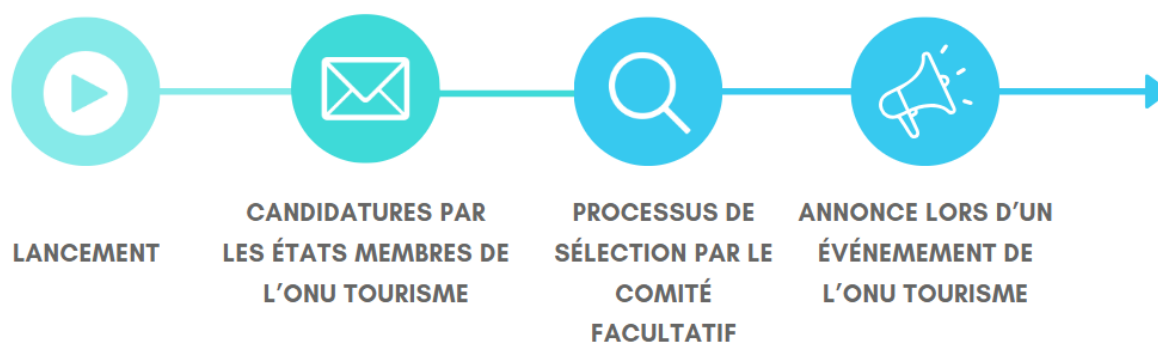 LANCEMENT
CANDIDATURES PAR
LES ÉTATS MEMBRES DE
L'ONU TOURISME
PROCESSUS DE
SÉLECTION PAR LE
COMITÉ
FACULTATIF
ANNONCE LORS D'UN
ÉVÉNEMEMENT DE
L'ONU TOURISME